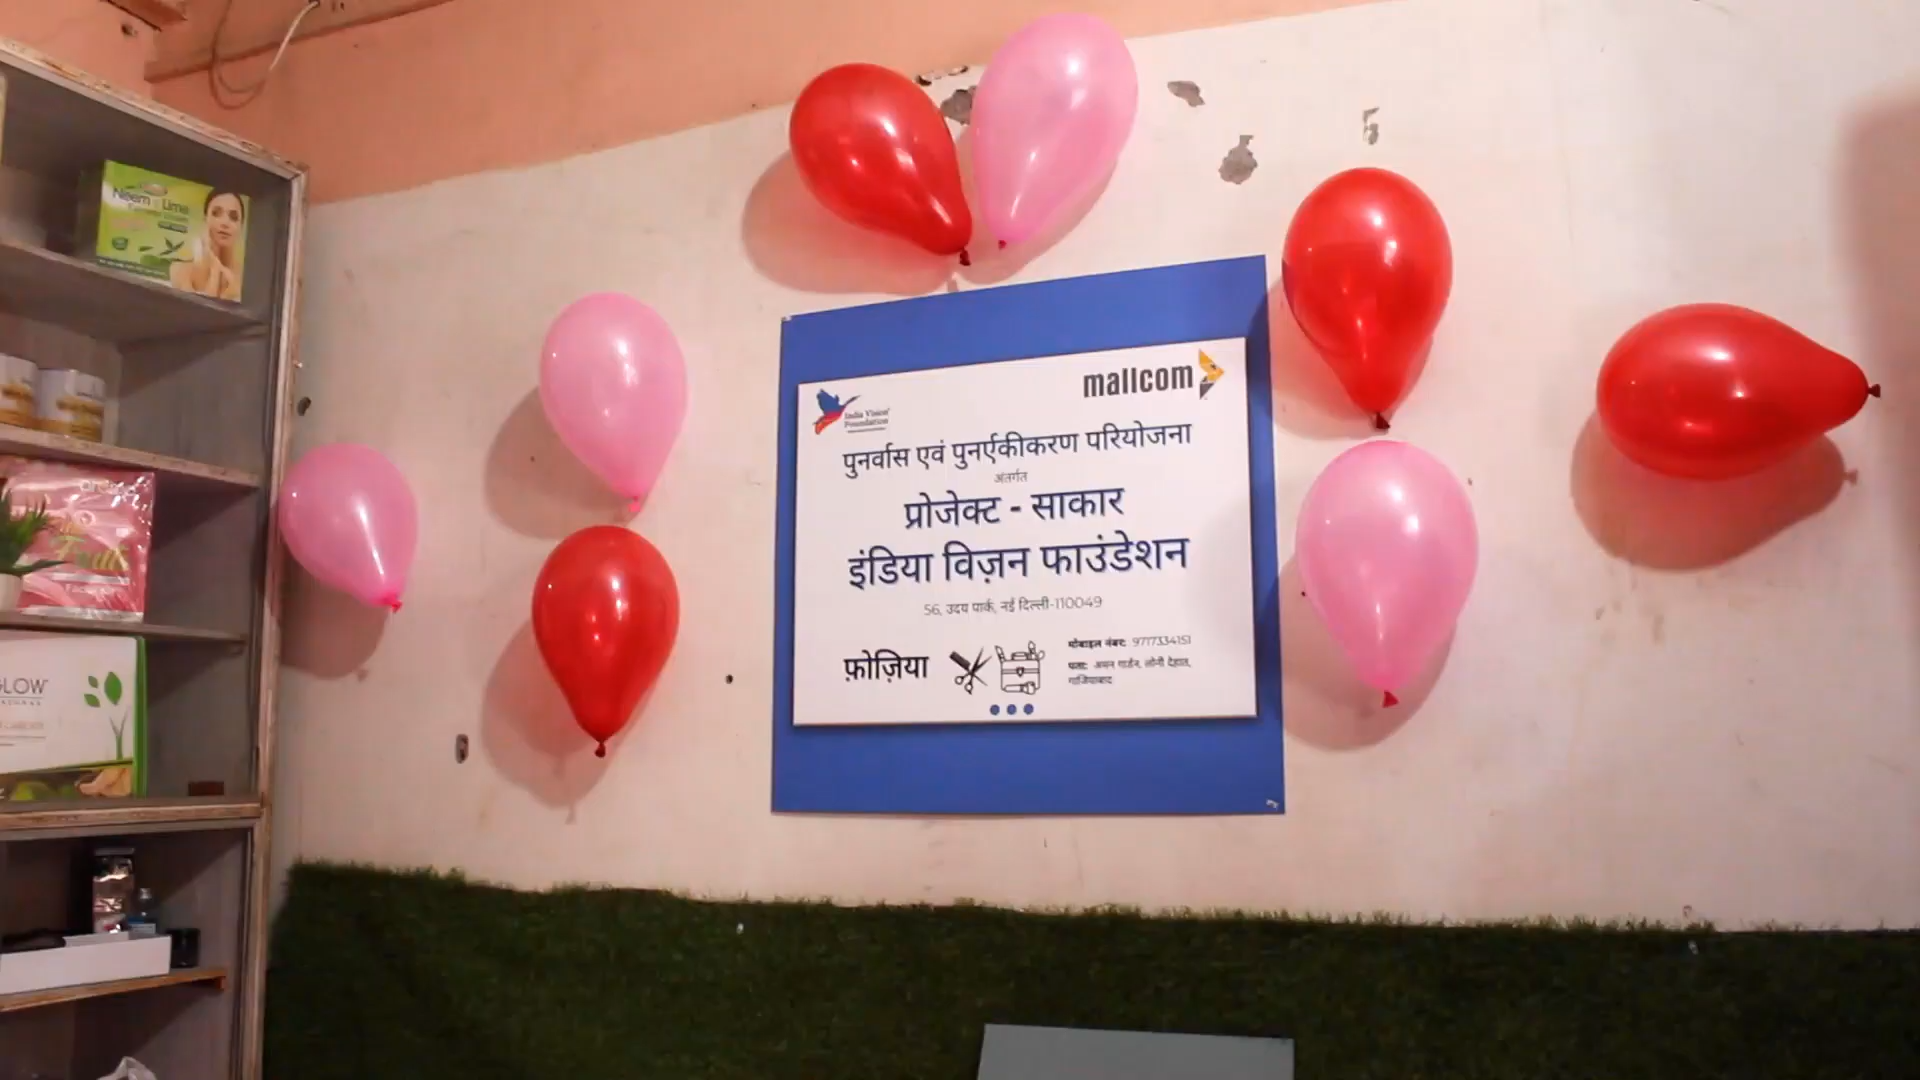 Neem & Lime
Fruit
GLOW
India Vision
Foundation
mallcom
पुनर्वास एवं पुनर्एकीकरण परियोजना
अंतर्गत
प्रोजेक्ट - साकार
इंडिया विज़न फाउंडेशन
56, उदय पार्क, नई दिल्ली-110049
फ़ोज़िया
मोबाइल नंबर: 9717334151
पता: अमन गार्डन, लोनी देहात,
गाजियाबाद